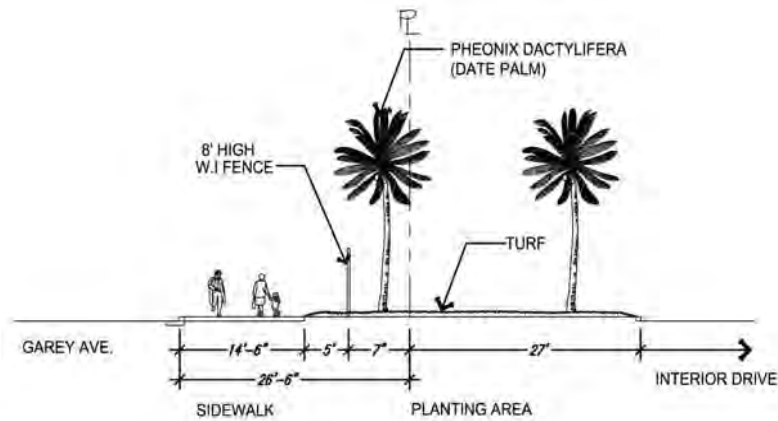 PL
PHEONIX DACTYLIFERA
(DATE PALM)
8' HIGH
W.I FENCE
TURF
GAREY AVE.
14'-6"
5'
7"
27'
26'-6"
INTERIOR DRIVE
SIDEWALK
PLANTING AREA